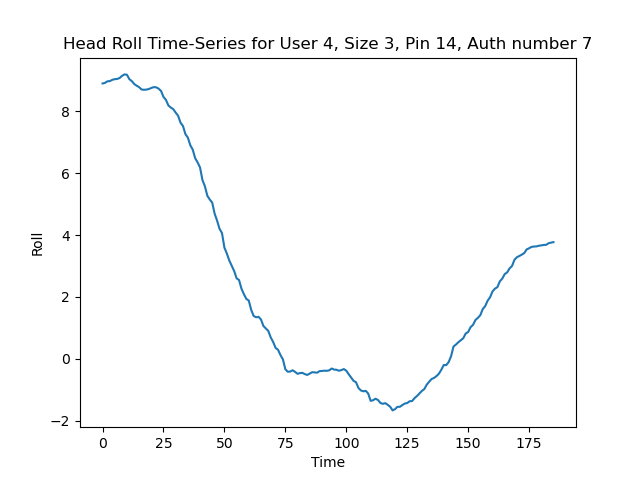 Head Roll Time-Series for User 4, Size 3, Pin 14, Auth number 7
Roll
8
6
4
2
0
−2
0 25 50 75 100 125 150 175
Time